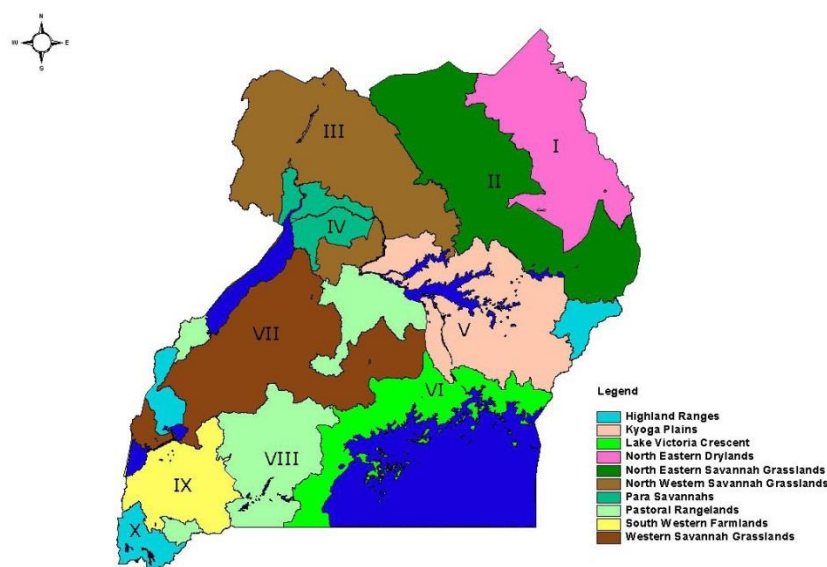 N
W E
S
I
III
II
IV
V
VII
VI
VIII
IX
X
Legend
Highland Ranges
Kyoga Plains
Lake Victoria Crescent
North Eastern Drylands
North Eastern Savannah Grasslands
North Western Savannah Grasslands
Para Savannahs
Pastoral Rangelands
South Western Farmlands
Western Savannah Grasslands